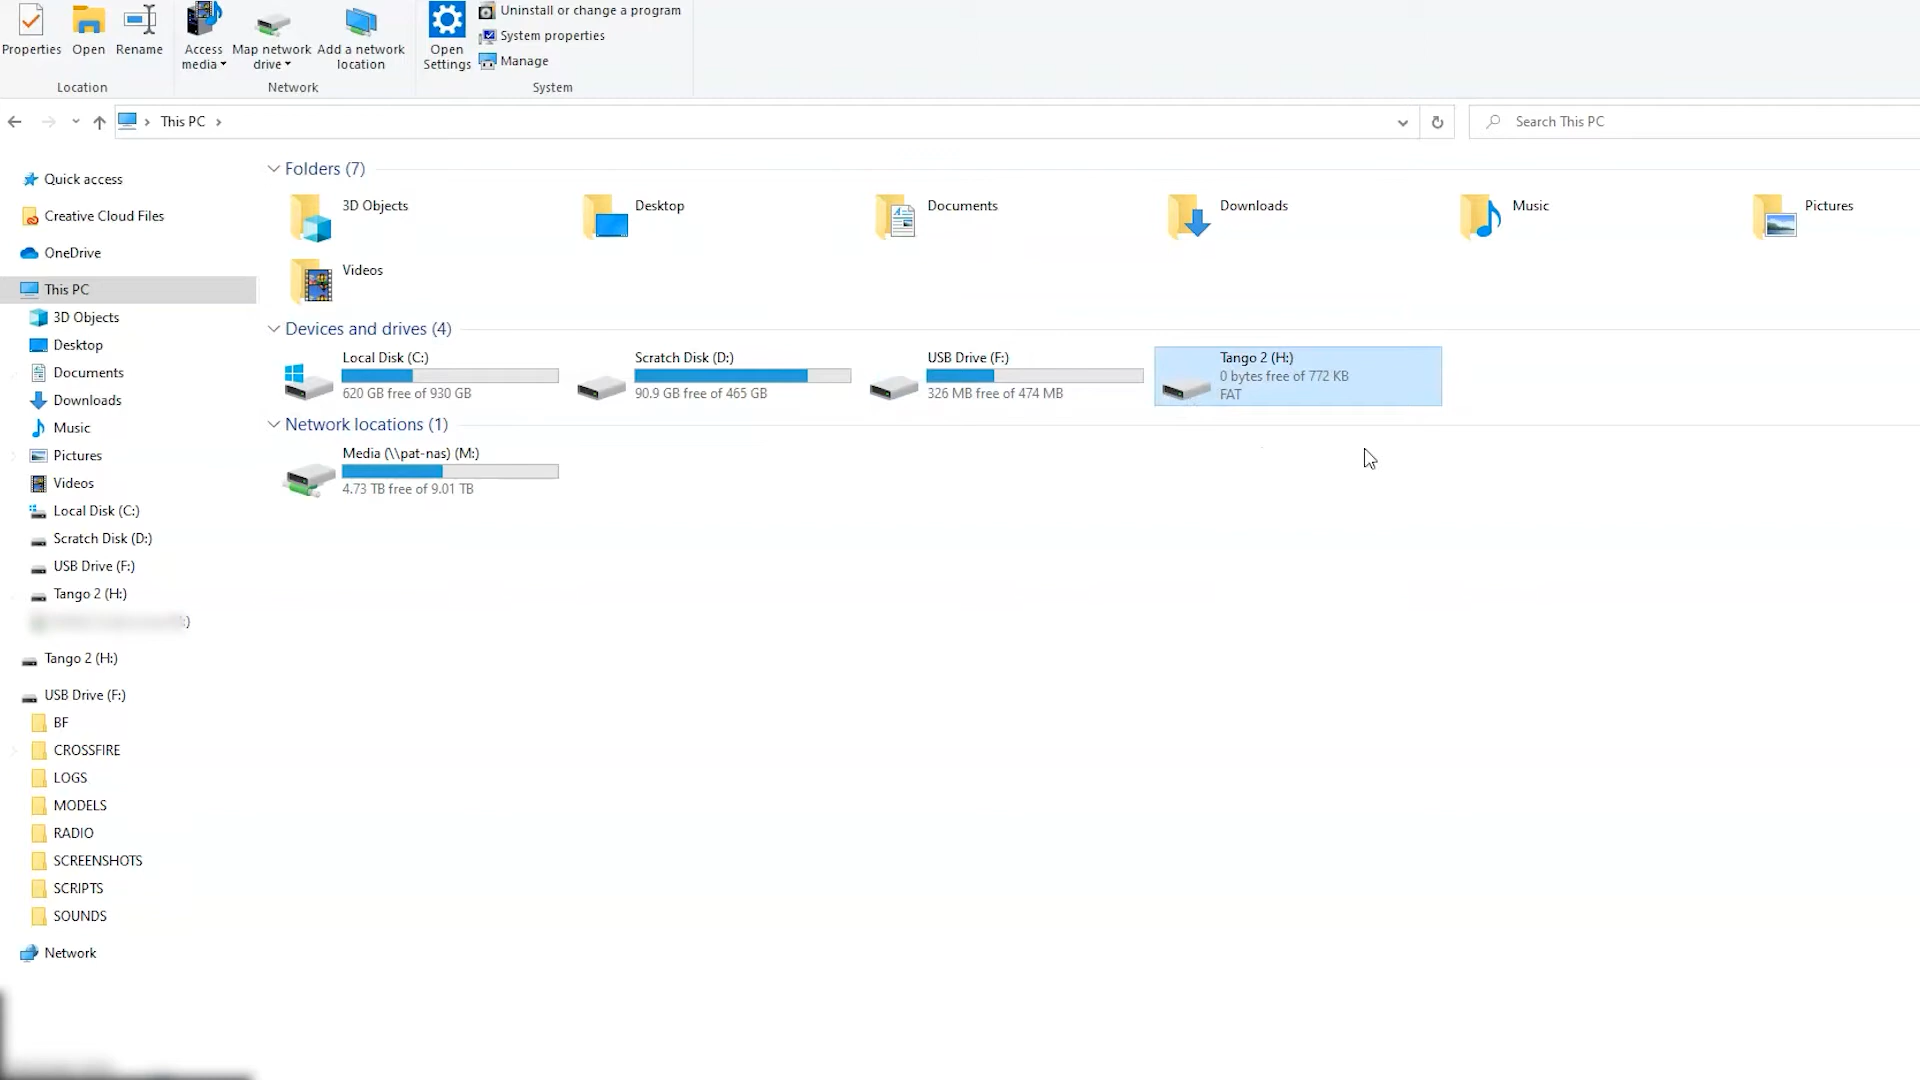 Uninstall or change a program
System properties
Properties Open Rename Access media Map network drive Add a network location Open Settings Manage
Location Network System
This PC
Search This PC
Quick access
Creative Cloud Files
OneDrive
This PC
3D Objects
Desktop
Documents
Downloads
Music
Pictures
Videos
Local Disk (C:)
Scratch Disk (D:)
USB Drive (F:)
Tango 2 (H:)
:)
Tango 2 (H:)
USB Drive (F:)
BF
CROSSFIRE
LOGS
MODELS
RADIO
SCREENSHOTS
SCRIPTS
SOUNDS
Network
Folders (7)
3D Objects Desktop Documents Downloads Music Pictures
Videos
Devices and drives (4)
Local Disk (C:)
620 GB free of 930 GB
Scratch Disk (D:)
90.9 GB free of 465 GB
USB Drive (F:)
326 MB free of 474 MB
Tango 2 (H:)
0 bytes free of 772 KB
FAT
Network locations (1)
Media (\\pat-nas) (M:)
4.73 TB free of 9.01 TB